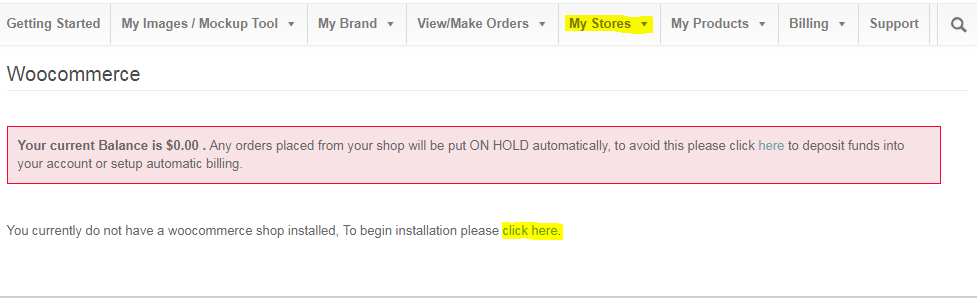 Getting Started My Images / Mockup Tool My Brand View/Make Orders My Stores My Products Billing Support
Woocommerce
Your current Balance is $0.00 . Any orders placed from your shop will be put ON HOLD automatically, to avoid this please click here to deposit funds into
your account or setup automatic billing.
You currently do not have a woocommerce shop installed, To begin installation please click here.